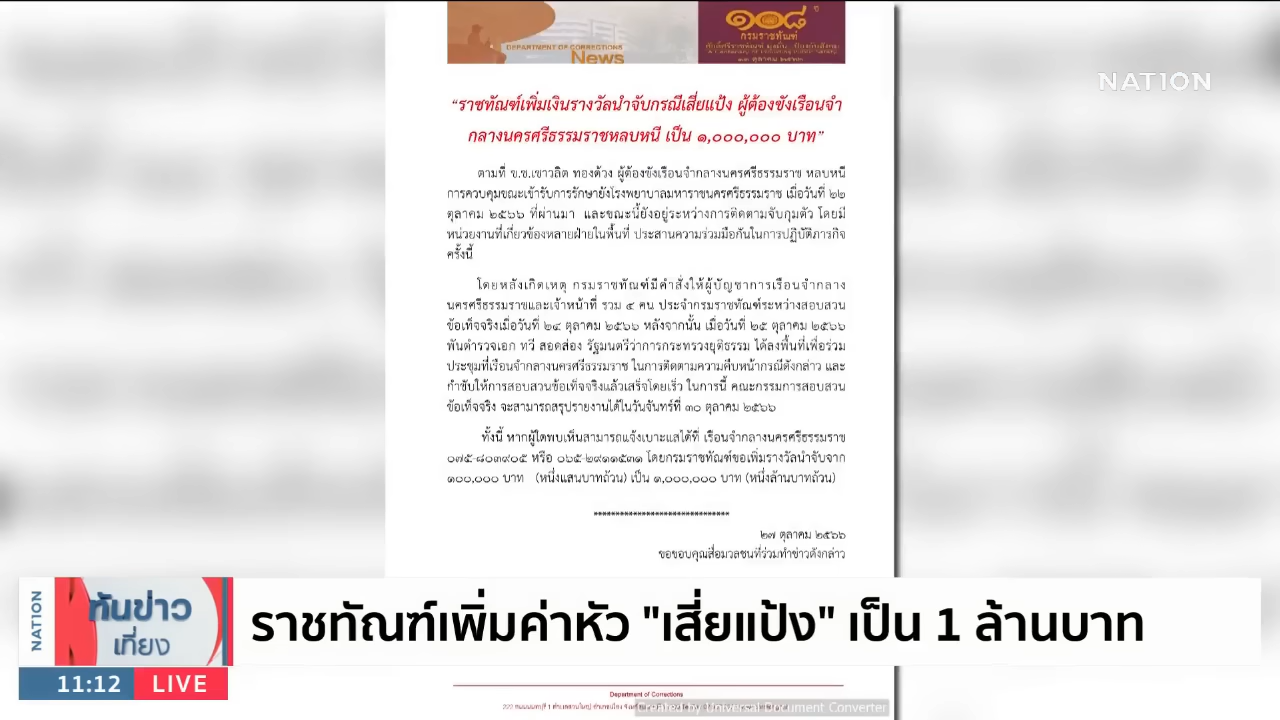 ๑๐๘ ปี
กรมราชทัณฑ์
DEPARTMENT OF CORRECTIONS
News
NATION
“ราชทัณฑ์เพิ่มเงินรางวัลนำจับกรณีเสี่ยแป้ง ผู้ต้องขังเรือนจำ
กลางนครศรีธรรมราชหลบหนี เป็น ๑,๐๐๐,๐๐๐ บาท”
ตามที่ ข.ช.เชาวลิต ทองด้วง ผู้ต้องขังเรือนจำกลางนครศรีธรรมราช หลบหนี
การควบคุมขณะเข้ารับการรักษายังโรงพยาบาลมหาราชนครศรีธรรมราช เมื่อวันที่ ๒๒
ตุลาคม ๒๕๖๖ ที่ผ่านมา และขณะนี้ยังอยู่ระหว่างการติดตามจับกุมตัว โดยมี
หน่วยงานที่เกี่ยวข้องหลายฝ่ายในพื้นที่ ประสานความร่วมมือกันในการปฏิบัติภารกิจ
ครั้งนี้
โดยหลังเกิดเหตุ กรมราชทัณฑ์มีคำสั่งให้ผู้บัญชาการเรือนจำกลาง
นครศรีธรรมราชและเจ้าหน้าที่ รวม ๔ คน ประจำกรมราชทัณฑ์ระหว่างสอบสวน
ข้อเท็จจริงเมื่อวันที่ ๒๔ ตุลาคม ๒๕๖๖ หลังจากนั้น เมื่อวันที่ ๒๕ ตุลาคม ๒๕๖๖
พันตำรวจเอก ทวี สอดส่อง รัฐมนตรีว่าการกระทรวงยุติธรรม ได้ลงพื้นที่เพื่อร่วม
ประชุมที่เรือนจำกลางนครศรีธรรมราช ในการติดตามความคืบหน้ากรณีดังกล่าว และ
กำชับให้การสอบสวนข้อเท็จจริงแล้วเสร็จโดยเร็ว ในการนี้ คณะกรรมการสอบสวน
ข้อเท็จจริง จะสามารถสรุปรายงานได้ในวันจันทร์ที่ ๓๐ ตุลาคม ๒๕๖๖
ทั้งนี้ หากผู้ใดพบเห็นสามารถแจ้งเบาะแสได้ที่ เรือนจำกลางนครศรีธรรมราช
๐๗๕-๘๐๓๙๐๕ หรือ ๐๖๕-๒๙๑๑๕๓๑ โดยกรมราชทัณฑ์ขอเพิ่มรางวัลนำจับจาก
๑๐๐,๐๐๐ บาท (หนึ่งแสนบาทถ้วน) เป็น ๑,๐๐๐,๐๐๐ บาท (หนึ่งล้านบาทถ้วน)
*******************************
๒๗ ตุลาคม ๒๕๖๖
ขอขอบคุณสื่อมวลชนที่ร่วมทำข่าวดังกล่าว
NATION
ทันข่าว
เที่ยง
ราชทัณฑ์เพิ่มค่าหัว "เสี่ยแป้ง" เป็น 1 ล้านบาท
11:12 LIVE
Department of Corrections
Created by Universal Document Converter